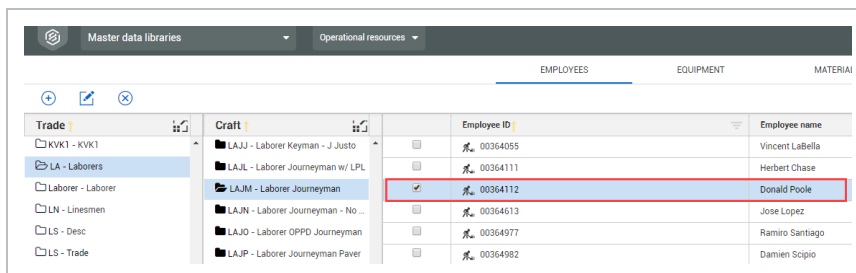 Master data libraries Operational resources
EMPLOYEES EQUIPMENT MATERIAL
Trade Craft Employee ID Employee name
KVK1 - KVK1 LAJJ - Laborer Keyman - J Justo 00364055 Vincent LaBella
LA - Laborers LAJL - Laborer Journeyman w/ LPL 00364111 Herbert Chase
LAJM - Laborer Journeyman 00364112 Donald Poole
Laborer - Laborer
LN - Linesmen LAJN - Laborer Journeyman - No ... 00364613 Jose Lopez
LS - Desc LAJO - Laborer OPPD Journeyman 00364977 Ramiro Santiago
LS - Trade LAJP - Laborer Journeyman Paver 00364982 Damien Scipio